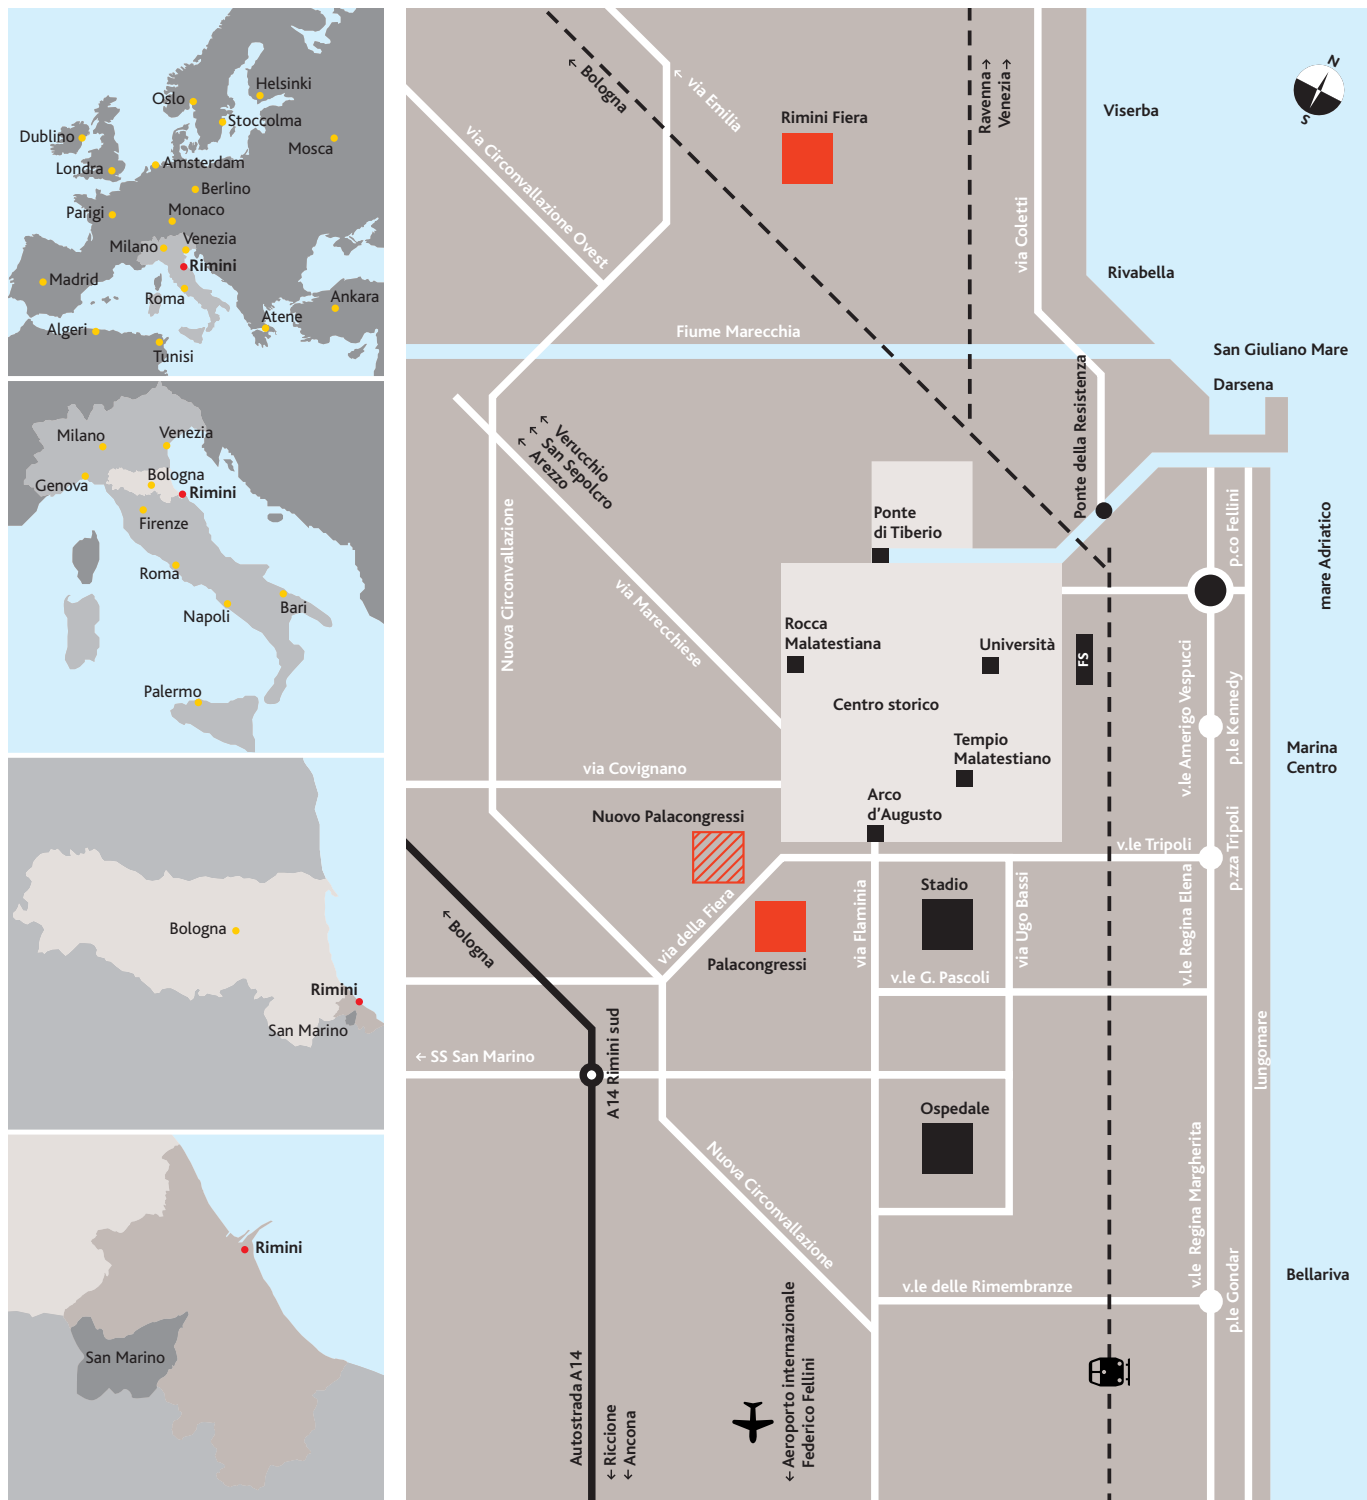 Helsinki
Oslo
Stoccolma
Dublino
Mosca
Amsterdam
Londra
Berlino
Parigi
Monaco
Venezia
Milano
Rimini
Madrid
Roma
Ankara
Atene
Algeri
Tunisi
Milano
Venezia
Bologna
Genova
Rimini
Firenze
Roma
Bari
Napoli
Palermo
Bologna
Rimini
San Marino
Rimini
San Marino
← Bologna
← via Emilia
Ravenna→
Venezia→
N
S
Viserba
Rimini Fiera
via Circonvallazione Ovest
via Coletti
Rivabella
Fiume Marecchia
San Giuliano Mare
Darsena
Ponte della Resistenza
← Verucchio
← San Sepolcro
← Arezzo
Nuova Circonvallazione
via Marecchiese
Ponte
di Tiberio
p.co Fellini
mare Adriatico
Rocca
Malatestiana
Università
FS
Centro storico
v.le Amerigo Vespucci
p.le Kennedy
Tempio
Malatestiano
Marina
Centro
via Covignano
Arco
d'Augusto
Nuovo Palacongressi
v.le Tripoli
p.zza Tripoli
Stadio
via della Fiera
via Flaminia
via Ugo Bassi
v.le Regina Elena
← Bologna
Palacongressi
v.le G. Pascoli
A14 Rimini sud
lungomare
← SS San Marino
Ospedale
Nuova Circonvallazione
v.le Regina Margherita
p.le Gondar
Bellariva
v.le delle Rimembranze
Autostrada A14
← Riccione
← Ancona
← Aeroporto internazionale
Federico Fellini